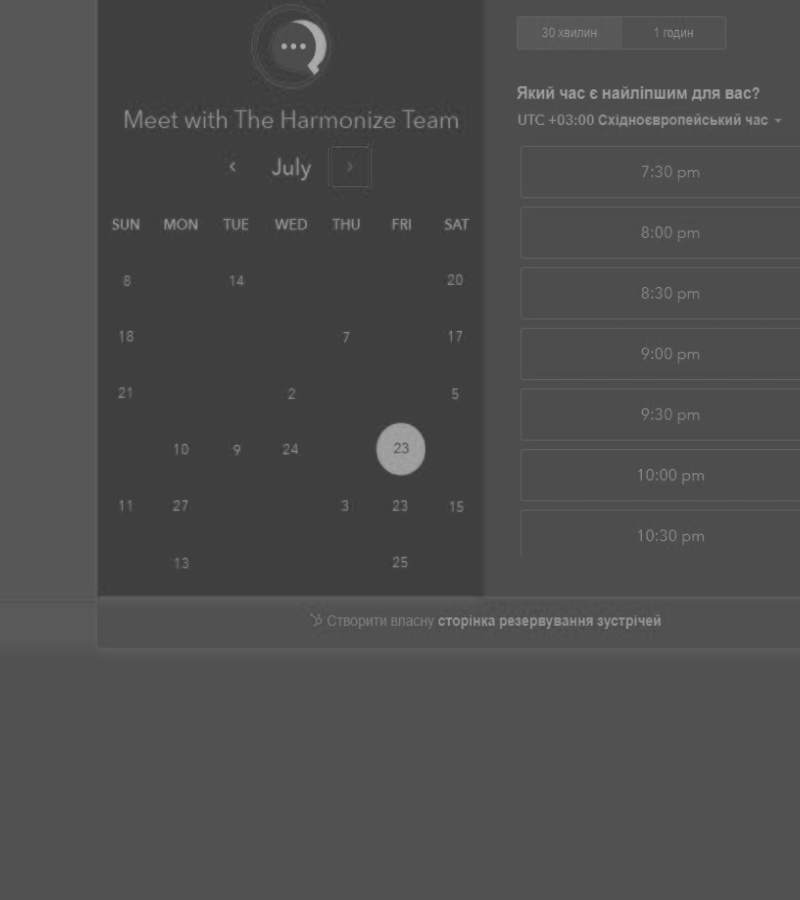 Meet with The Harmonize Team
July
SUN MON TUE WED THU FRI SAT
8 14 20
18 7 17
21 2 5
10 9 24 23
11 27 3 23 15
13 25
30 хвилин 1 годин
Який час є найліпшим для вас?
UTC +03:00 Східноєвропейський час
7:30 pm
8:00 pm
8:30 pm
9:00 pm
9:30 pm
10:00 pm
10:30 pm
Створити власну сторінка резервування зустрічей